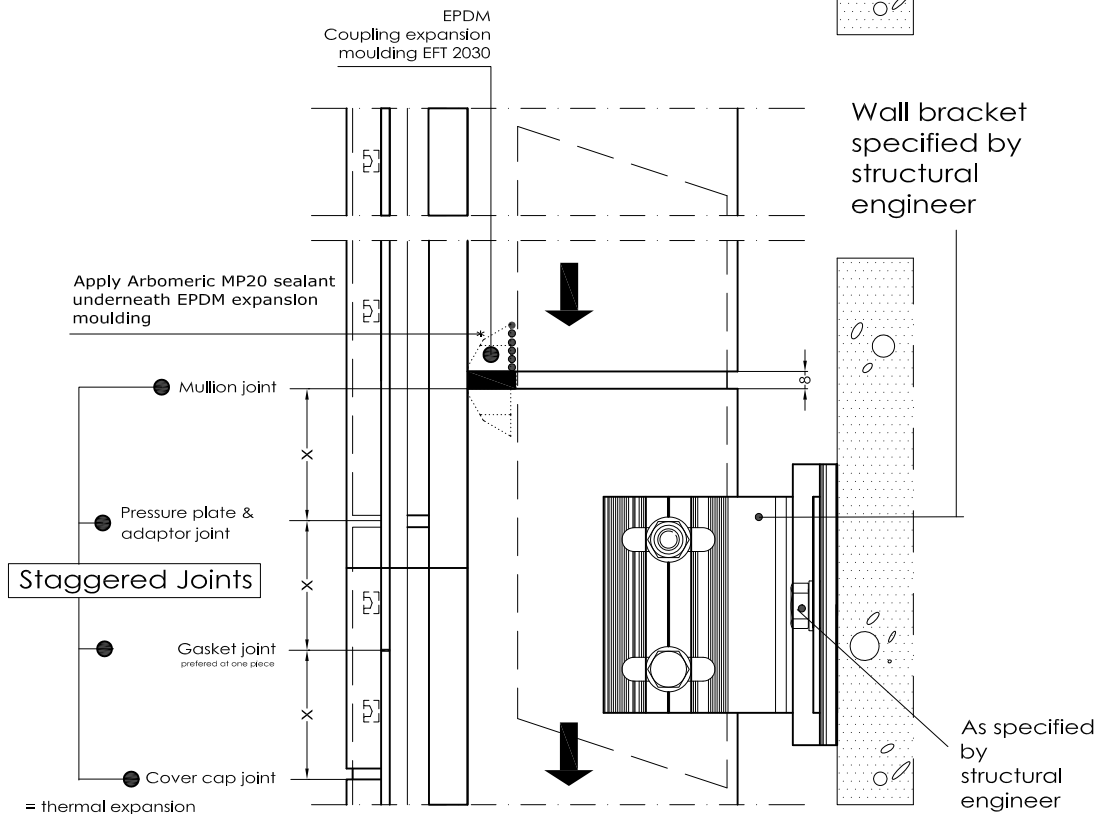 EPDM
Coupling expansion
moulding EFT 2030
Wall bracket
specified by
structural
engineer
Apply Arbomeric MP20 sealant
underneath EPDM expansion
moulding
*
8
Mullion joint
X
Pressure plate &
adaptor joint
Staggered Joints
X
Gasket joint
prefered at one piece
X
Cover cap joint
= thermal expansion
As specified
by
structural
engineer